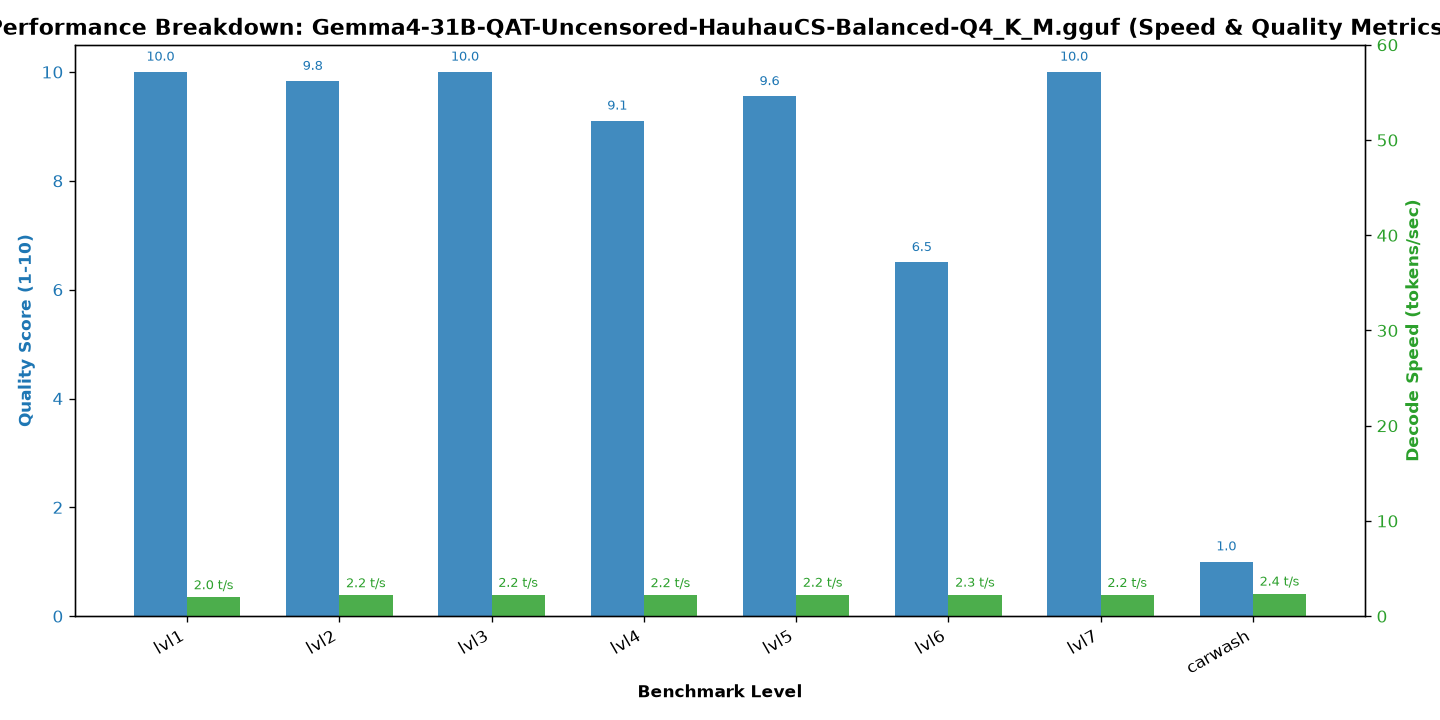 Performance Breakdown: Gemma4-31B-QAT-Uncensored-HauhauCS-Balanced-Q4_K_M.gguf (Speed & Quality Metrics
Quality Score (1-10)
10
8
6
4
2
0
10.0
9.8
10.0
9.1
9.6
6.5
10.0
1.0
2.0 t/s
2.2 t/s
2.2 t/s
2.2 t/s
2.2 t/s
2.3 t/s
2.2 t/s
2.4 t/s
60
50
40
30
20
10
0
Decode Speed (tokens/sec)
lvl1
lvl2
lvl3
lvl4
lvl5
lvl6
lvl7
carwash
Benchmark Level